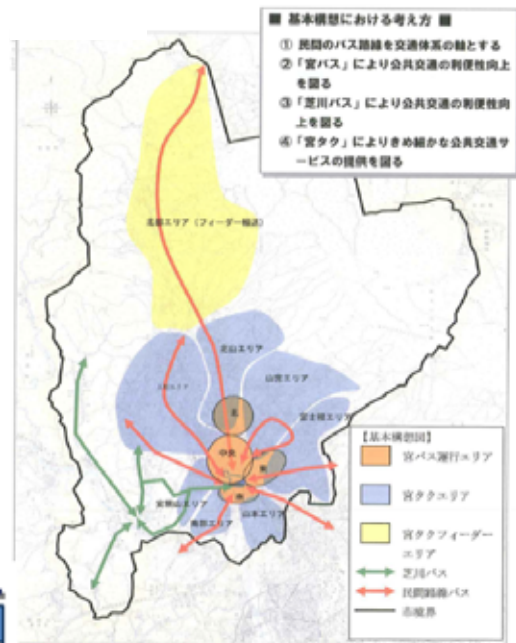 ■ 基本構想における考え方 ■
① 民間のバス路線を交通体系の軸とする
② 「宮バス」により公共交通の利便性向上
を図る
③ 「芝川バス」により公共交通の利便性向
上を図る
④ 「宮タク」によりきめ細かな公共交通サ
ービスの提供を図る
北部エリア（フィーダー輸送）
北山エリア
山宮エリア
富士根エリア
北
中央
東
南
南部エリア
山本エリア
【基本構想図】
宮バス運行エリア
宮タクエリア
宮タクフィーダー
エリア
芝川バス
民間路線バス
市境界